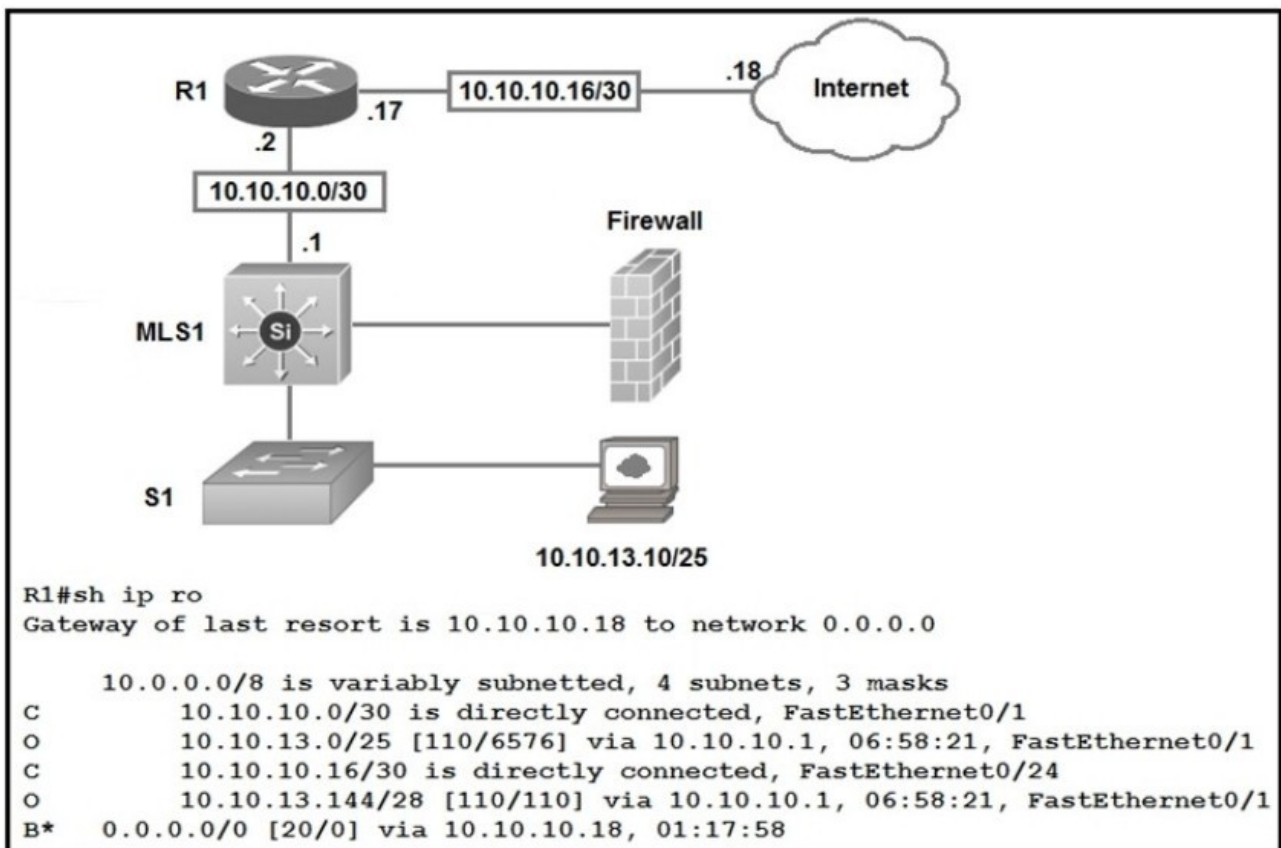 R1
.17
10.10.10.16/30
.18
Internet
.2
10.10.10.0/30
.1
Firewall
MLS1
Si
S1
10.10.13.10/25
R1#sh ip ro
Gateway of last resort is 10.10.10.18 to network 0.0.0.0
10.0.0.0/8 is variably subnetted, 4 subnets, 3 masks
C 10.10.10.0/30 is directly connected, FastEthernet0/1
O 10.10.13.0/25 [110/6576] via 10.10.10.1, 06:58:21, FastEthernet0/1
C 10.10.10.16/30 is directly connected, FastEthernet0/24
O 10.10.13.144/28 [110/110] via 10.10.10.1, 06:58:21, FastEthernet0/1
B* 0.0.0.0/0 [20/0] via 10.10.10.18, 01:17:58